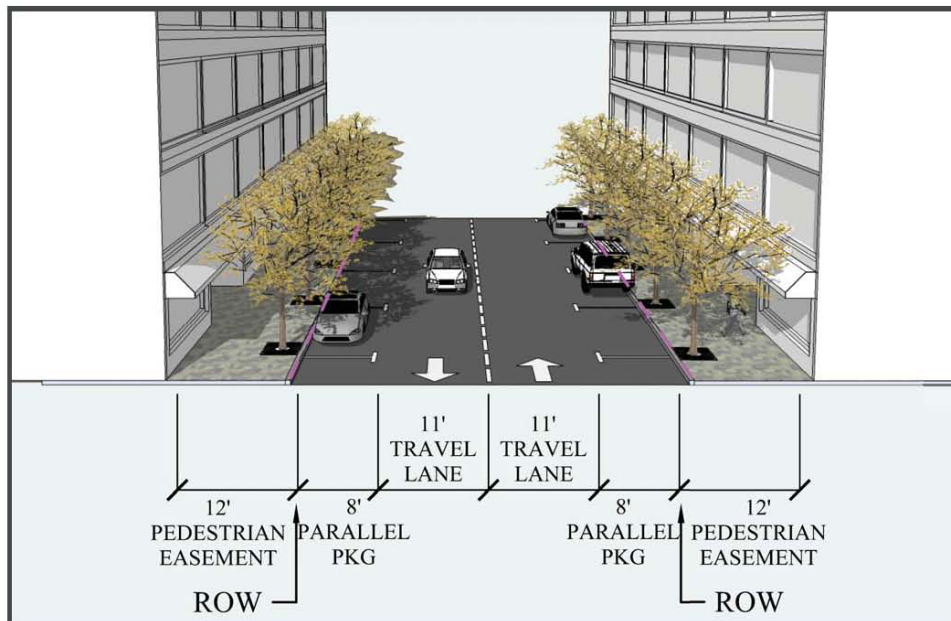 11'
TRAVEL
LANE
11'
TRAVEL
LANE
12'
PEDESTRIAN
EASEMENT
8'
PARALLEL
PKG
8'
PARALLEL
PKG
12'
PEDESTRIAN
EASEMENT
ROW
ROW